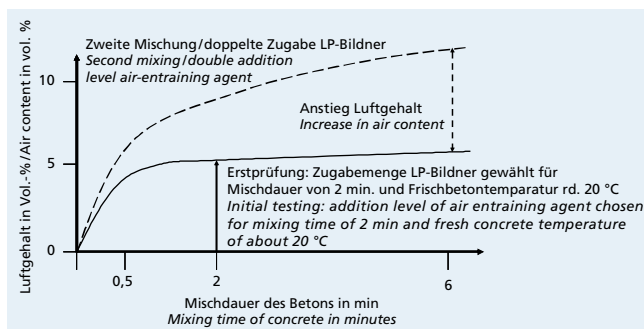 Luftgehalt in Vol.-%/Air content in vol. %
Zweite Mischung/doppelte Zugabe LP-Bildner
Second mixing/double addition
level air-entraining agent
10
Anstieg Luftgehalt
Increase in air content
5
Erstprüfung: Zugabemenge LP-Bildner gewählt für
Mischdauer von 2 min. und Frischbetontemperatur rd. 20 °C
Initial testing: addition level of air entraining agent chosen
for mixing time of 2 min and fresh concrete temperature
of about 20 °C
0
0,5 2 6
Mischdauer des Betons in min
Mixing time of concrete in minutes